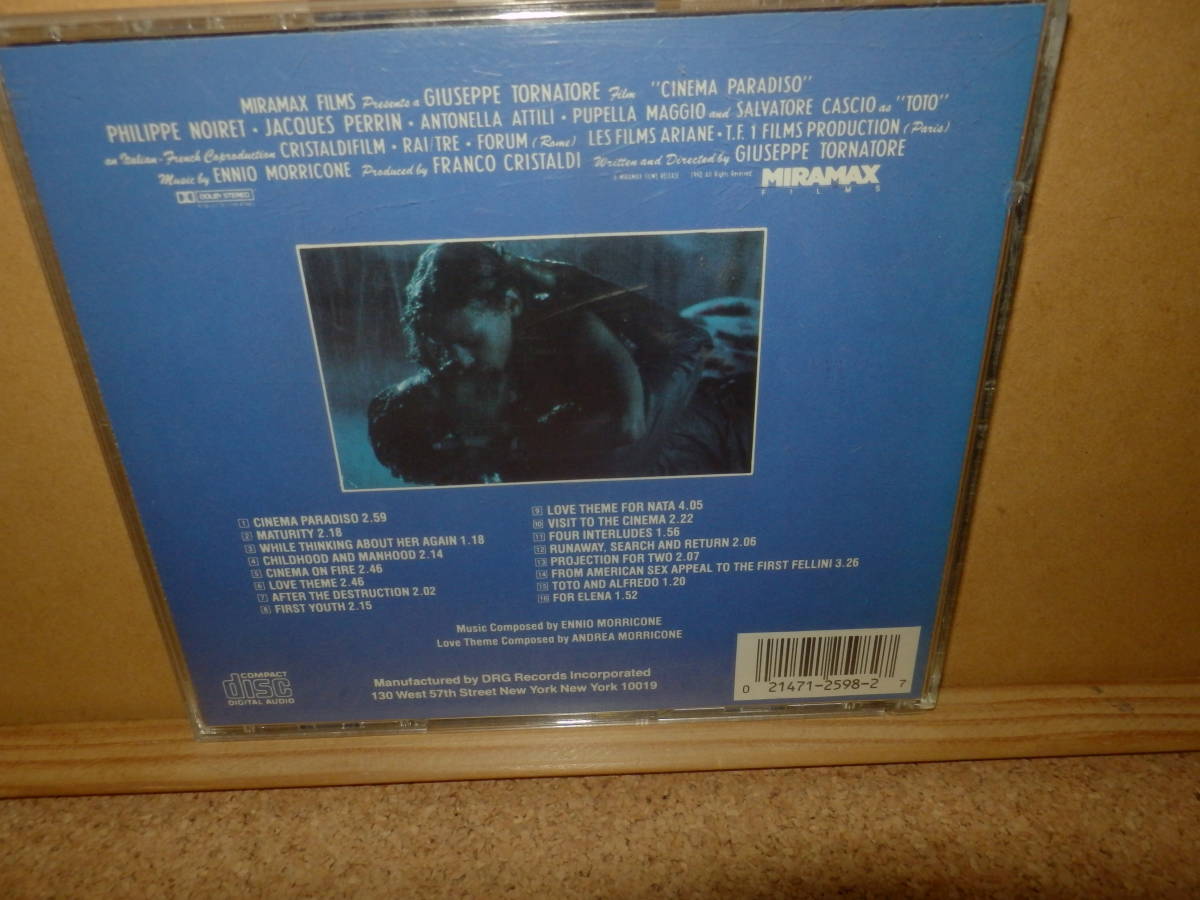 MIRAMAX FILMS Presents a GIUSEPPE TORNATORE Film "CINEMA PARADISO"
PHILIPPE NOIRET · JACQUES PERRIN · ANTONELLA ATTILI · PUPELLA MAGGIO and SALVATORE CASCIO as "TOTO"
an Italian-French Coproduction CRISTALDIFILM · RAI/TRE · FORUM (Rome) LES FILMS ARIANE · T.F. 1 FILMS PRODUCTION (Paris)
Music by ENNIO MORRICONE Produced by FRANCO CRISTALDI Written and Directed by GIUSEPPE TORNATORE
DOLBY STEREO
A MIRAMAX FILMS RELEASE 1990 All Rights Reserved
MIRAMAX
FILMS
1 CINEMA PARADISO 2.59
2 MATURITY 2.18
3 WHILE THINKING ABOUT HER AGAIN 1.18
4 CHILDHOOD AND MANHOOD 2.14
5 CINEMA ON FIRE 2.46
6 LOVE THEME 2.46
7 AFTER THE DESTRUCTION 2.02
8 FIRST YOUTH 2.15
9 LOVE THEME FOR NATA 4.05
10 VISIT TO THE CINEMA 2.22
11 FOUR INTERLUDES 1.56
12 RUNAWAY, SEARCH AND RETURN 2.06
13 PROJECTION FOR TWO 2.07
14 FROM AMERICAN SEX APPEAL TO THE FIRST FELLINI 3.26
15 TOTO AND ALFREDO 1.20
16 FOR ELENA 1.52
Music Composed by ENNIO MORRICONE
Love Theme Composed by ANDREA MORRICONE
COMPACT
disc
DIGITAL AUDIO
Manufactured by DRG Records Incorporated
130 West 57th Street New York New York 10019
0 21471-2598-2 7